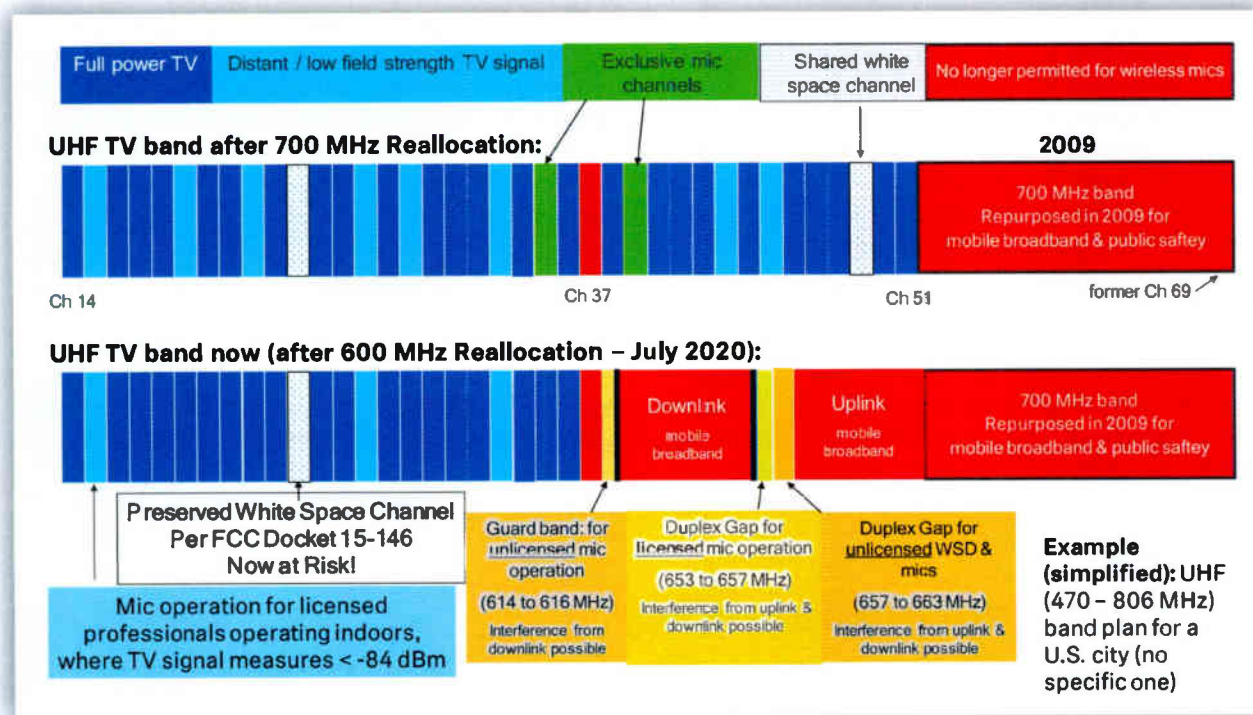 Full power TV
Distant / low field strength TV signal
Exclusive mic
channels
Shared white
space channel
No longer permitted for wireless mics
UHF TV band after 700 MHz Reallocation:
2009
700 MHz band
Repurposed in 2009 for
mobile broadband & public saftey
Ch 14
Ch 37
Ch 51
former Ch 69
UHF TV band now (after 600 MHz Reallocation – July 2020):
Downlink
mobile
broadband
Uplink
mobile
broadband
700 MHz band
Repurposed in 2009 for
mobile broadband & public saftey
Preserved White Space Channel
Per FCC Docket 15-146
Now at Risk!
Mic operation for licensed
professionals operating indoors,
where TV signal measures < -84 dBm
Guard band: for
unlicensed mic
operation
(614 to 616 MHz)
Interference from
downlink possible
Duplex Gap for
licensed mic operation
(653 to 657 MHz)
Interference from uplink &
downlink possible
Duplex Gap for
unlicensed WSD &
mics
(657 to 663 MHz)
Interference from uplink &
downlink possible
Example
(simplified): UHF
(470 – 806 MHz)
band plan for a
U.S. city (no
specific one)